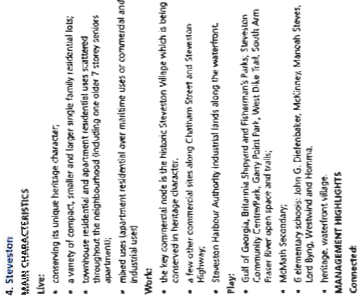 4. Steveston
MAIN CHARACTERISTICS
Live:
• conserving its unique heritage character;
• a variety of compact, smaller and larger single family residential lots;
• townhouse residential and apartment residential uses scattered
throughout the neighbourhood (including one older 7 storey seniors
apartments);
• mixed uses (apartment residential over maritime uses or commercial and
industrial uses)
Work:
• the key commercial node is the historic Steveston Village which is being
conserved in heritage character;
• a few other commercial sites along Chatham Street and Steveston
Highway;
• Steveston Harbour Authority industrial lands along the waterfront.
Play:
• Gulf of Georgia, Britannia Shipyard and Fisherman's Parks, Steveston
Community Centre/Park, Garry Point Park, West Dike Trail, South Arm
Fraser River open space and trails;
• McMath Secondary;
• 6 elementary schools: John G. Diefenbaker, McKinney, Manoah Steves,
Lord Byng, Westwind and Homma,
• heritage, waterfront village.
MANAGEMENT HIGHLIGHTS
Connected: